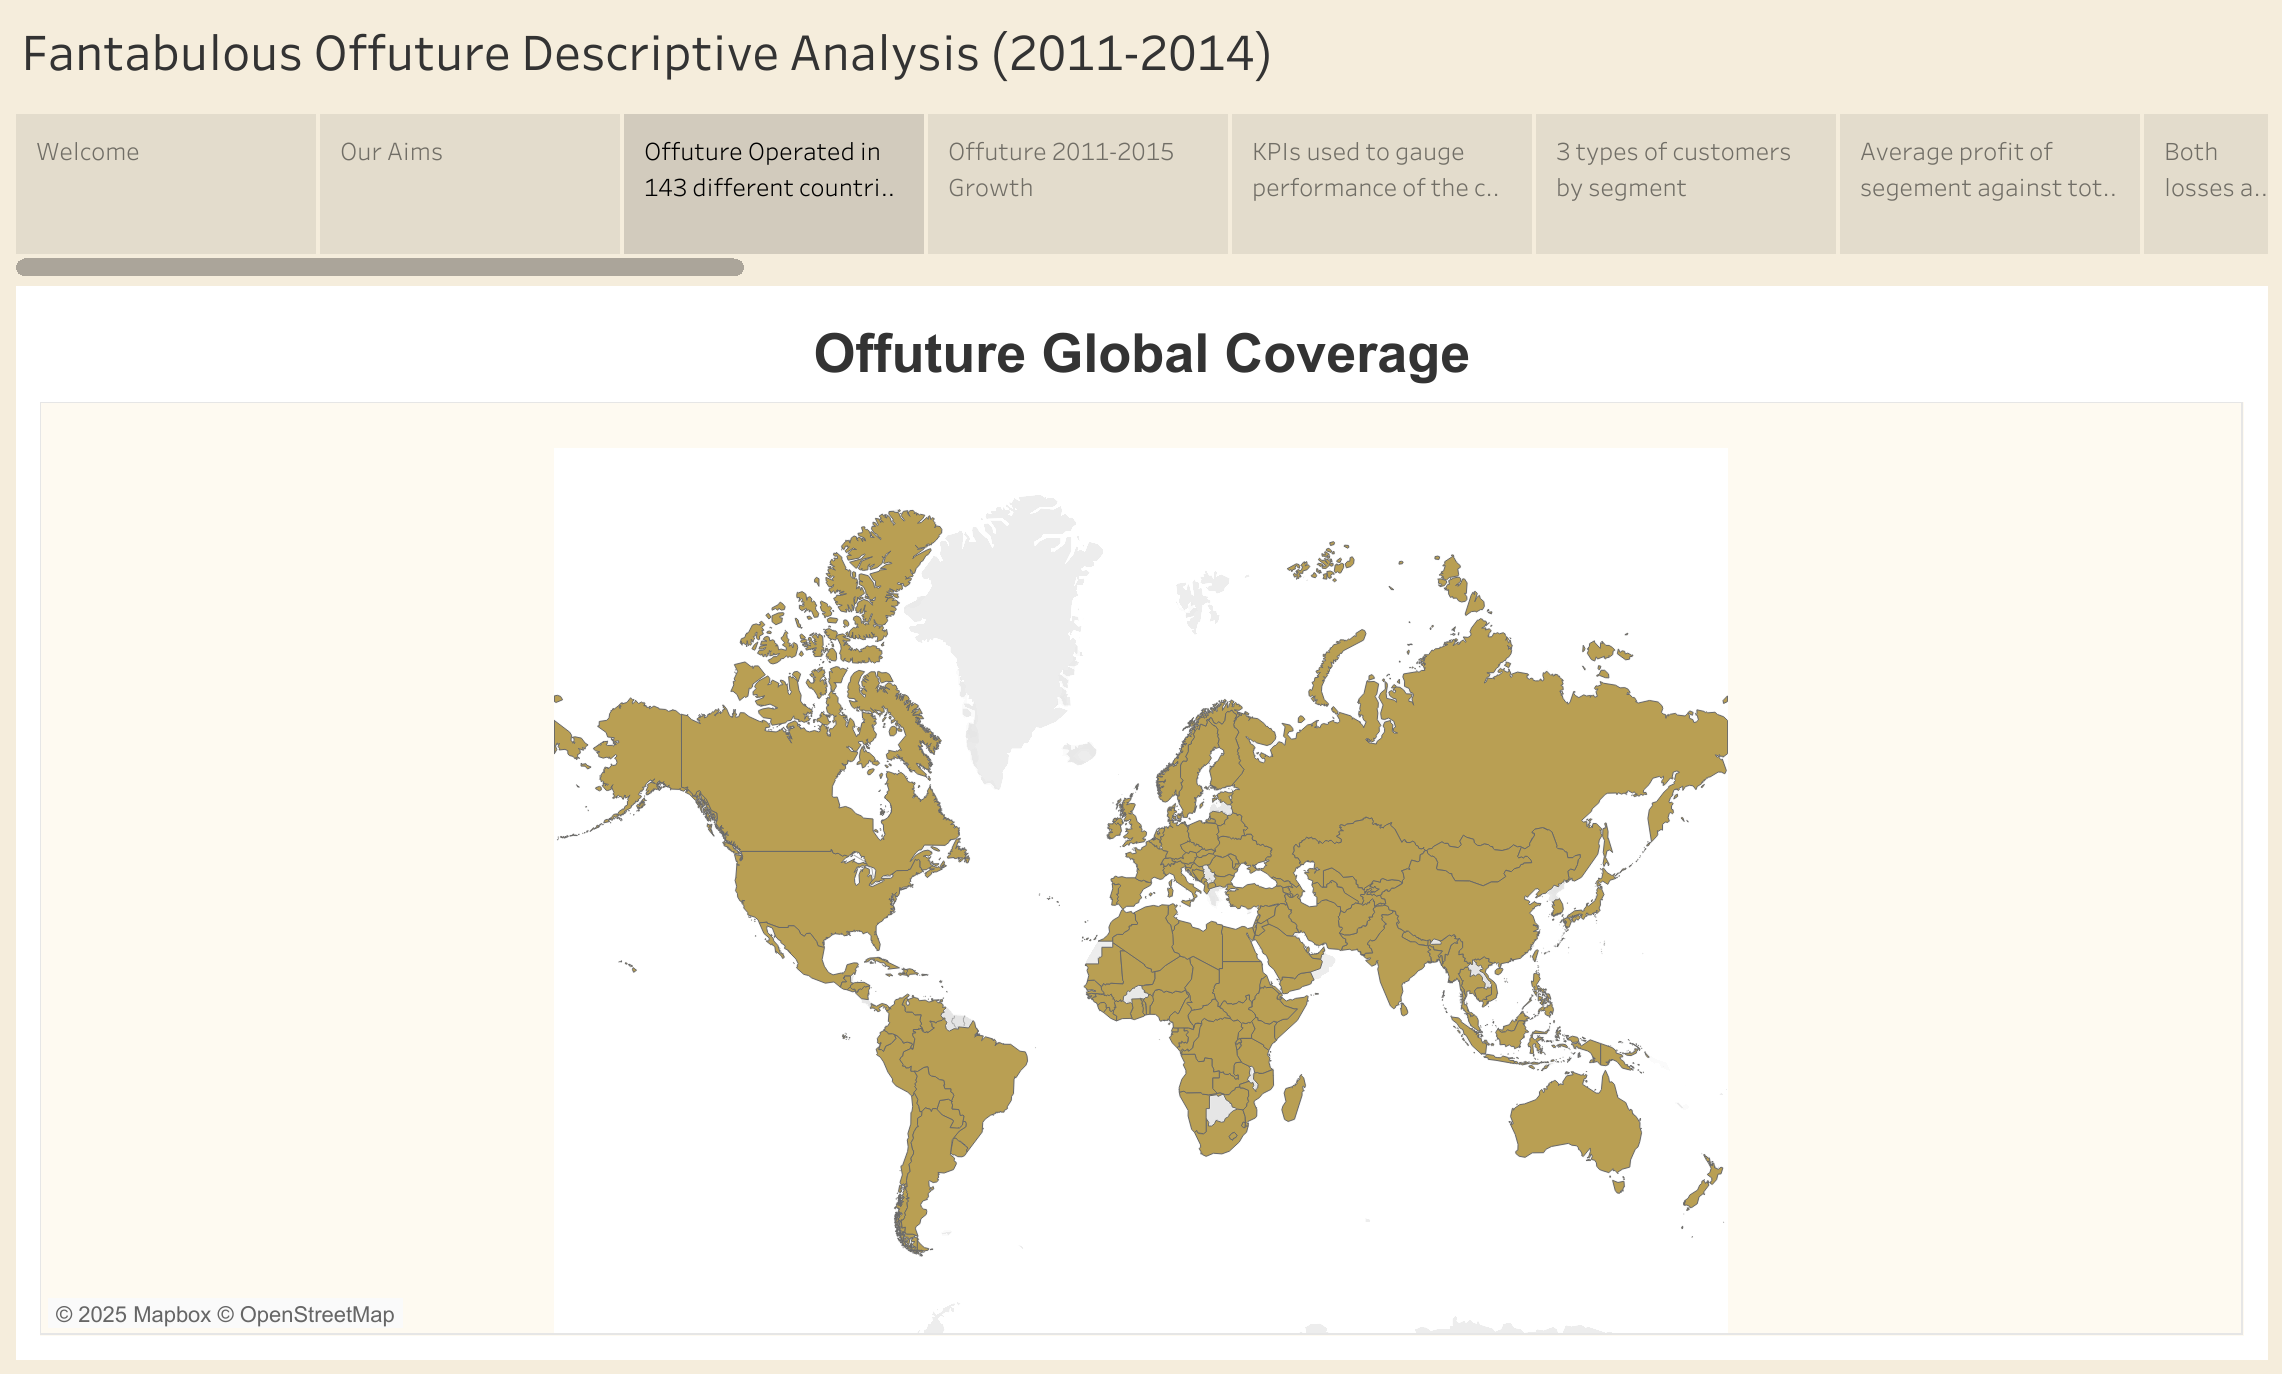 Fantabulous Offuture Descriptive Analysis (2011-2014)
Welcome
Our Aims
Offuture Operated in
143 different countri..
Offuture 2011-2015
Growth
KPIs used to gauge
performance of the c..
3 types of customers
by segment
Average profit of
segement against tot..
Both
losses a..
Offuture Global Coverage
© 2025 Mapbox © OpenStreetMap